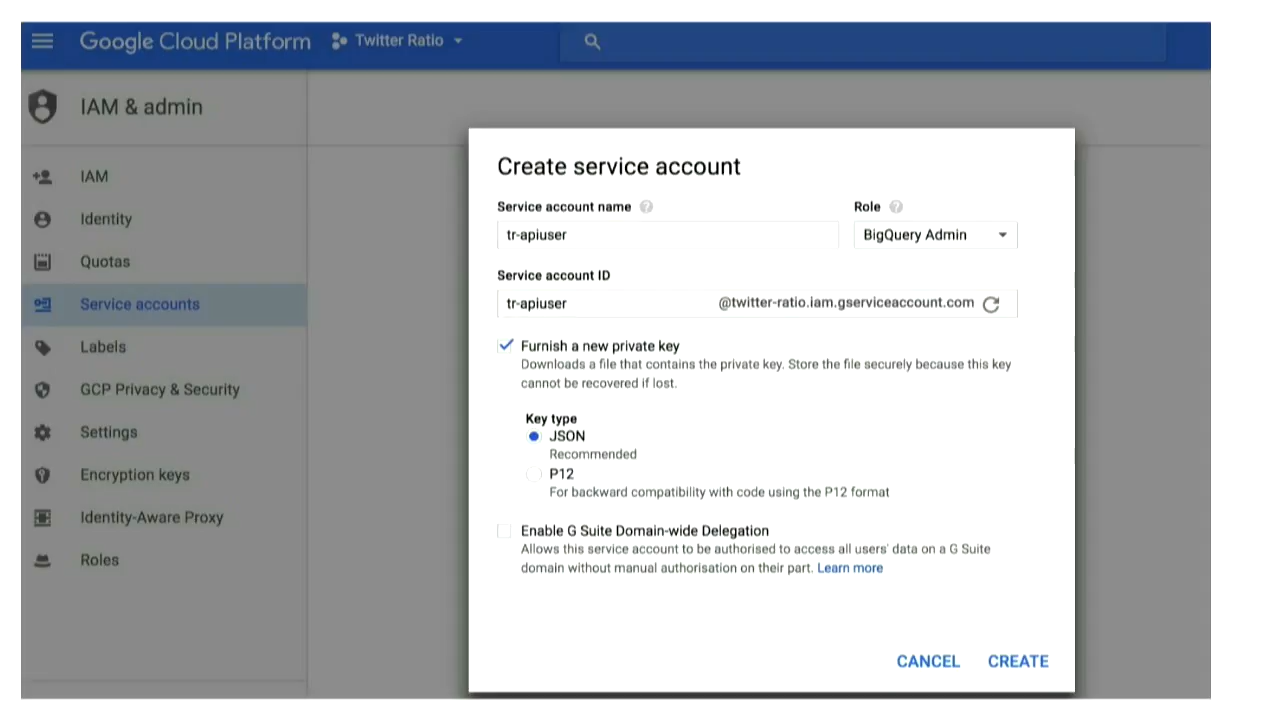 Google Cloud Platform Twitter Ratio
IAM & admin
IAM
Identity
Quotas
Service accounts
Labels
GCP Privacy & Security
Settings
Encryption keys
Identity-Aware Proxy
Roles
Create service account
Service account name Role
tr-apiuser BigQuery Admin
Service account ID
tr-apiuser @twitter-ratio.iam.gserviceaccount.com
Furnish a new private key
Downloads a file that contains the private key. Store the file securely because this key
cannot be recovered if lost.
Key type
JSON
Recommended
P12
For backward compatibility with code using the P12 format
Enable G Suite Domain-wide Delegation
Allows this service account to be authorised to access all users' data on a G Suite
domain without manual authorisation on their part. Learn more
CANCEL CREATE